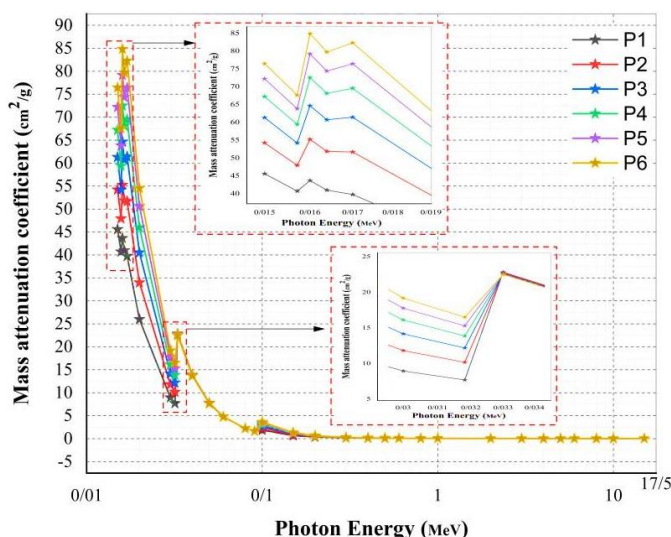 Mass attenuation coefficient (cm²/g)
90
85
80
75
70
65
60
55
50
45
40
35
30
25
20
15
10
5
0
-5
Mass attenuation coefficient (cm²/g)
85
80
75
70
65
60
55
50
45
40
0/015 0/016 0/017 0/018 0/019
Photon Energy (MeV)
P1
P2
P3
P4
P5
P6
Mass attenuation coefficient (cm²/g)
25
20
15
10
5
0/03 0/031 0/032 0/033 0/034
Photon Energy (MeV)
0/01 0/1 1 10 17/5
Photon Energy (MeV)